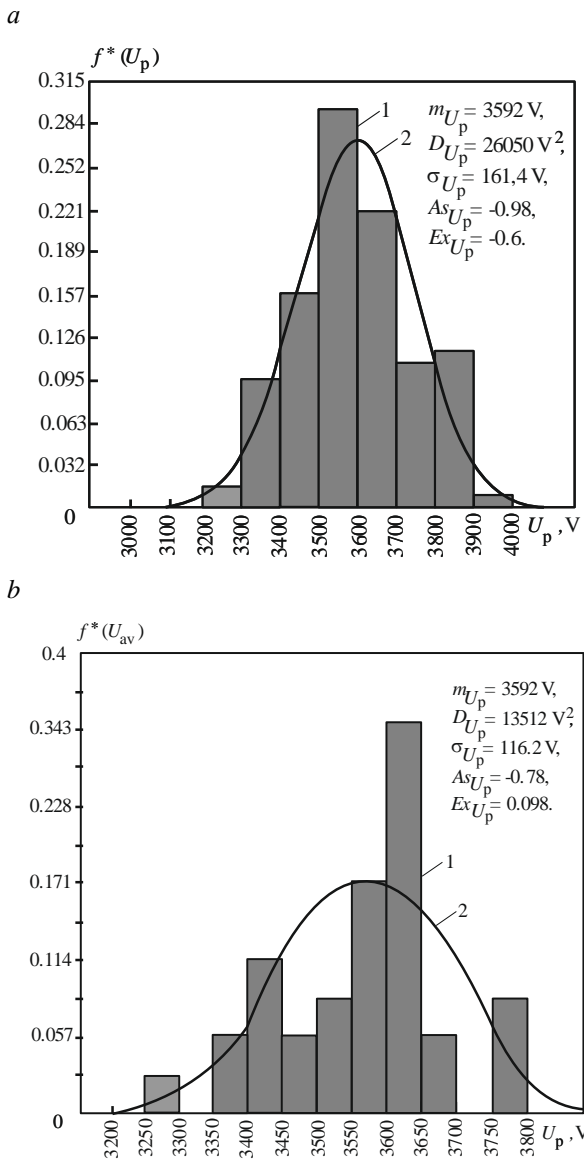 a
f*(Up)
0.315
0.284
0.252
0.221
0.189
0.157
0.126
0.095
0.063
0.032
0
1
2
mUp = 3592 V,
DUp = 26050 V2,
σUp = 161,4 V,
AsUp = -0.98,
ExUp = -0.6.
3000 3100 3200 3300 3400 3500 3600 3700 3800 3900 4000 Up , V
b
f*(Uav)
0.4
0.343
0.228
0.171
0.114
0.057
0
mUp = 3592 V,
DUp = 13512 V2,
σUp = 116.2 V,
AsUp = -0.78,
ExUp = 0.098.
1
2
3200 3250 3300 3350 3400 3450 3500 3550 3600 3650 3700 3750 3800 Up , V